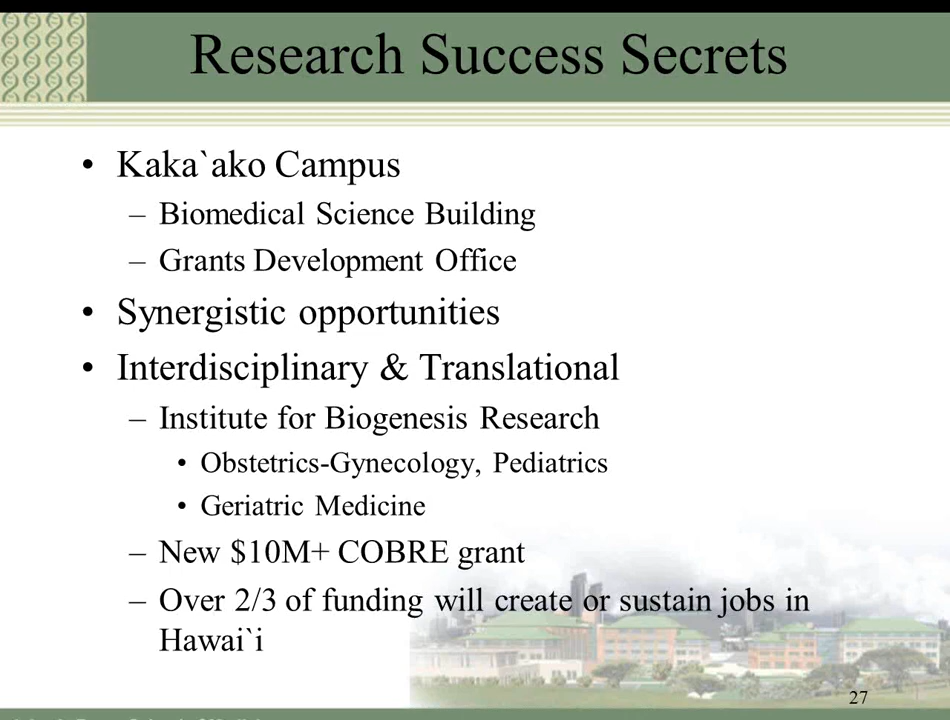 Research Success Secrets
• Kaka`ako Campus
– Biomedical Science Building
– Grants Development Office
• Synergistic opportunities
• Interdisciplinary & Translational
– Institute for Biogenesis Research
• Obstetrics-Gynecology, Pediatrics
• Geriatric Medicine
– New $10M+ COBRE grant
– Over 2/3 of funding will create or sustain jobs in
Hawai`i
27